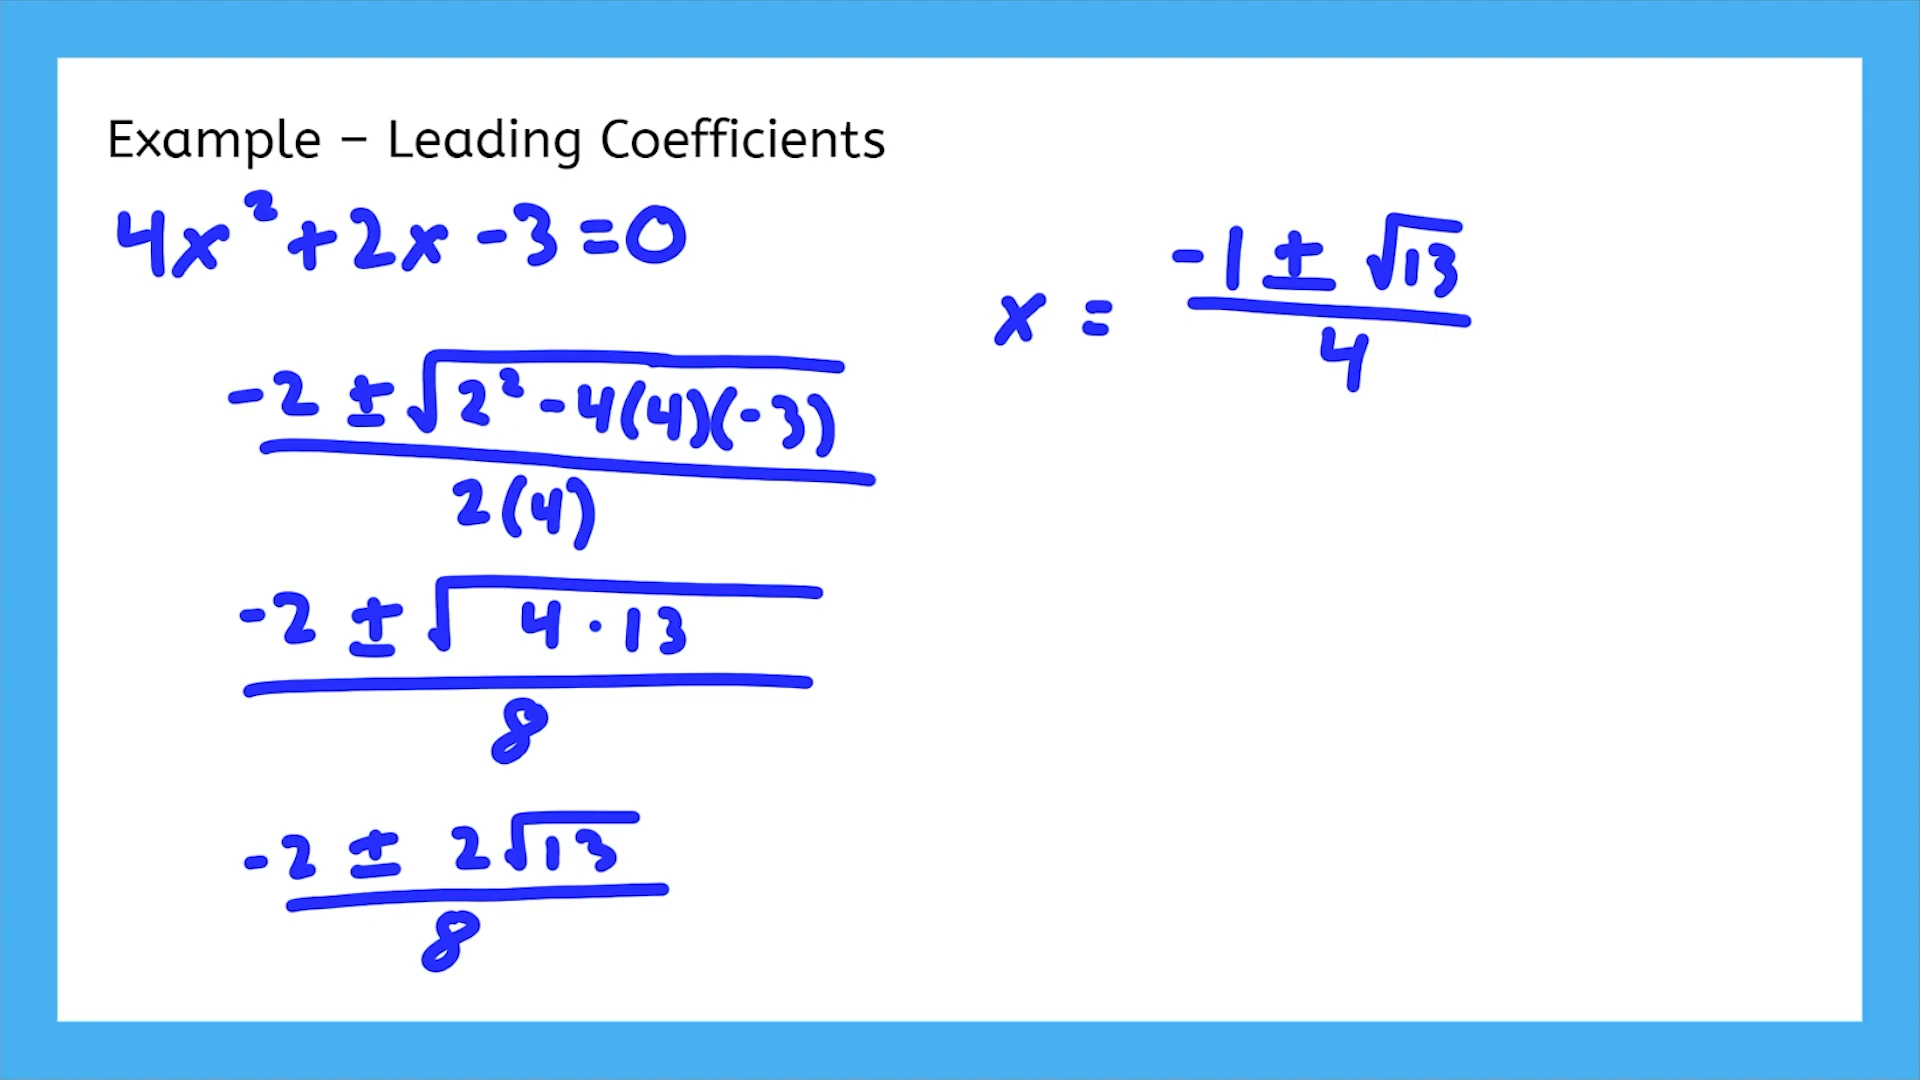 Example – Leading Coefficients
4x²+2x-3=0
-2 ± √2²-4(4)(-3)
2(4)
-2 ± √4·13
8
-2 ± 2√13
8
-1 ± √13
x =
4